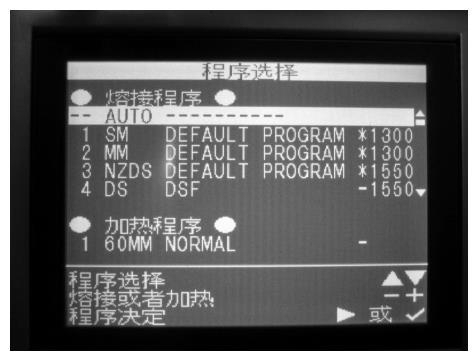 程序选择
熔接程序
-- AUTO -----------
1 SM DEFAULT PROGRAM *1300
2 MM DEFAULT PROGRAM *1300
3 NZDS DEFAULT PROGRAM *1550
4 DS DSF -1550
加热程序
1 60MM NORMAL -
程序选择
熔接或者加热 -+
程序决定 或